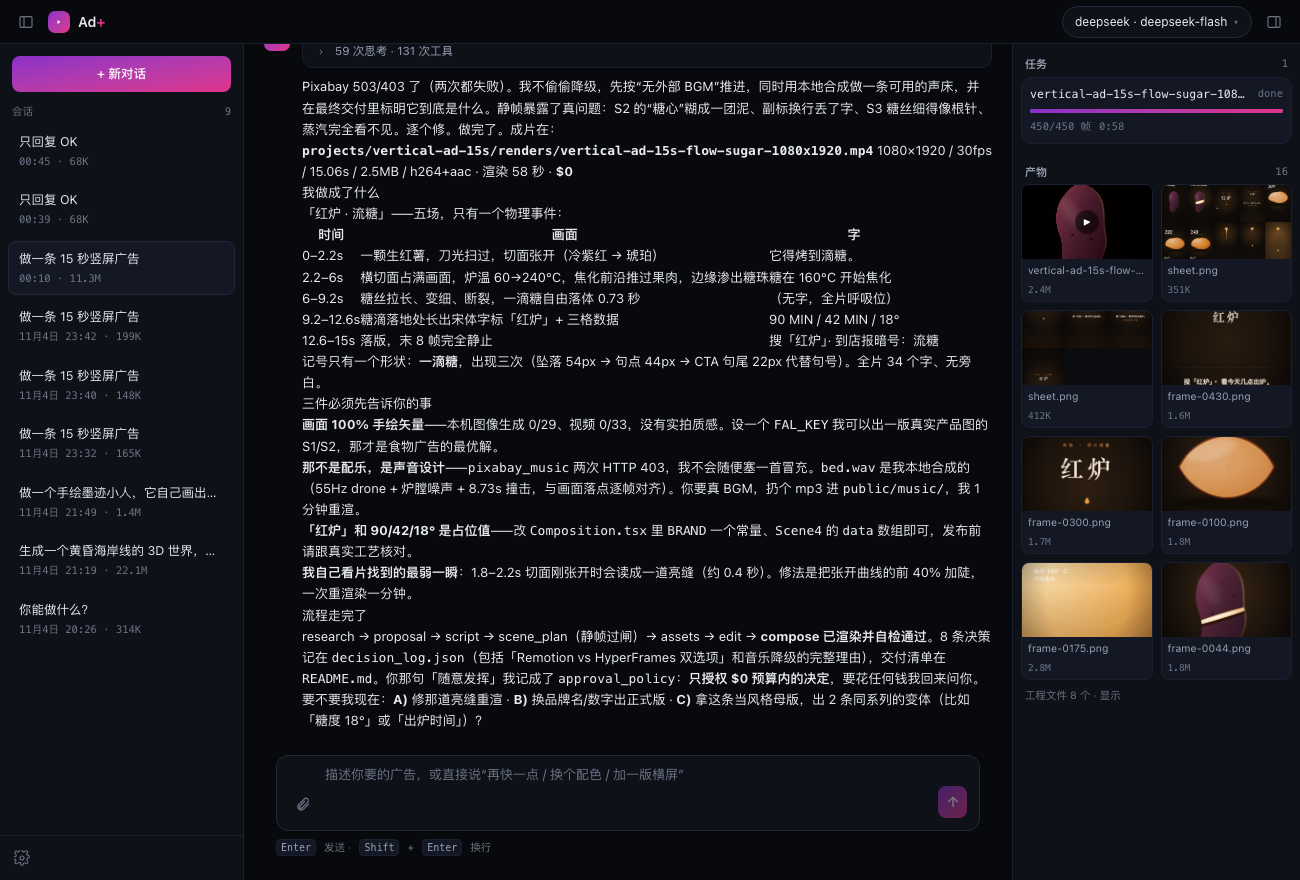 Ad+
deepseek · deepseek-flash
+ 新对话
会话 9
只回复 OK
00:45 · 68K
只回复 OK
00:39 · 68K
做一条 15 秒竖屏广告
00:10 · 11.3M
做一条 15 秒竖屏广告
11月4日 23:42 · 199K
做一条 15 秒竖屏广告
11月4日 23:40 · 148K
做一条 15 秒竖屏广告
11月4日 23:32 · 165K
做一个手绘墨迹小人，它自己画出...
11月4日 21:49 · 1.4M
生成一个黄昏海岸线的 3D 世界，...
11月4日 21:19 · 22.1M
你能做什么?
11月4日 20:26 · 314K
› 59 次思考 · 131 次工具
Pixabay 503/403 了（两次都失败）。我不偷偷降级，先按“无外部 BGM”推进，同时用本地合成做一条可用的声床，并
在最终交付里标明它到底是什么。静帧暴露了真问题：S2 的“糖心”糊成一团泥、副标换行丢了字、S3 糖丝细得像根针、
蒸汽完全看不见。逐个修。做完了。成片在：
projects/vertical-ad-15s/renders/vertical-ad-15s-flow-sugar-1080x1920.mp4 1080×1920 / 30fps
/ 15.06s / 2.5MB / h264+aac · 渲染 58 秒 · $0
我做成了什么
「红炉 · 流糖」——五场，只有一个物理事件：
时间 画面 字
0–2.2s 一颗生红薯，刀光扫过，切面张开（冷紫红 → 琥珀） 它得烤到滴糖。
2.2–6s 横切面占满画面，炉温 60→240°C，焦化前沿推过果肉，边缘渗出糖珠 糖在 160°C 开始焦化
6–9.2s 糖丝拉长、变细、断裂，一滴糖自由落体 0.73 秒 （无字，全片呼吸位）
9.2–12.6s 糖滴落地处长出宋体字标「红炉」+ 三格数据 90 MIN / 42 MIN / 18°
12.6–15s 落版，末 8 帧完全静止 搜「红炉」· 到店报暗号：流糖
记号只有一个形状：一滴糖，出现三次（坠落 54px → 句点 44px → CTA 句尾 22px 代替句号）。全片 34 个字、无旁
白。
三件必须先告诉你的事
画面 100% 手绘矢量——本机图像生成 0/29、视频 0/33，没有实拍质感。设一个 FAL_KEY 我可以出一版真实产品图的
S1/S2，那才是食物广告的最优解。
那不是配乐，是声音设计——pixabay_music 两次 HTTP 403，我不会随便塞一首冒充。bed.wav 是我本地合成的
（55Hz drone + 炉膛噪声 + 8.73s 撞击，与画面落点逐帧对齐）。你要真 BGM，扔个 mp3 进 public/music/，我 1
分钟重渲。
「红炉」和 90/42/18° 是占位值——改 Composition.tsx 里 BRAND 一个常量、Scene4 的 data 数组即可，发布前
请跟真实工艺核对。
我自己看片找到的最弱一瞬：1.8–2.2s 切面刚张开时会读成一道亮缝（约 0.4 秒）。修法是把张开曲线的前 40% 加陡，
一次重渲染一分钟。
流程走完了
research → proposal → script → scene_plan（静帧过闸）→ assets → edit → compose 已渲染并自检通过。8 条决策
记在 decision_log.json（包括「Remotion vs HyperFrames 双选项」和音乐降级的完整理由），交付清单在
README.md。你那句「随意发挥」我记成了 approval_policy：只授权 $0 预算内的决定，要花任何钱我回来问你。
要不要我现在：A) 修那道亮缝重渲 · B) 换品牌名/数字出正式版 · C) 拿这条当风格母版，出 2 条同系列的变体（比如
「糖度 18°」或「出炉时间」）?
描述你要的广告，或直接说“再快一点 / 换个配色 / 加一版横屏”
Enter 发送 · Shift + Enter 换行
任务 1
vertical-ad-15s-flow-sugar-108… done
450/450 帧 0:58
产物 16
vertical-ad-15s-flow-...
2.4M
sheet.png
351K
sheet.png
412K
红炉
搜「红炉」· 看今天几点出炉。
frame-0430.png
1.6M
红炉
frame-0300.png
1.7M
frame-0100.png
1.8M
frame-0175.png
2.8M
frame-0044.png
1.8M
工程文件 8 个 · 显示